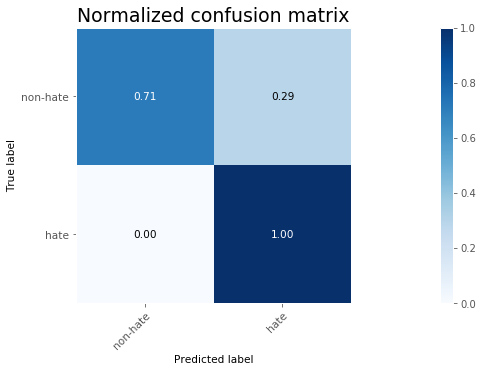 Normalized confusion matrix
1.0
non-hate
0.71
0.29
0.8
True label
0.6
0.4
hate
0.00
1.00
0.2
0.0
non-hate
hate
Predicted label